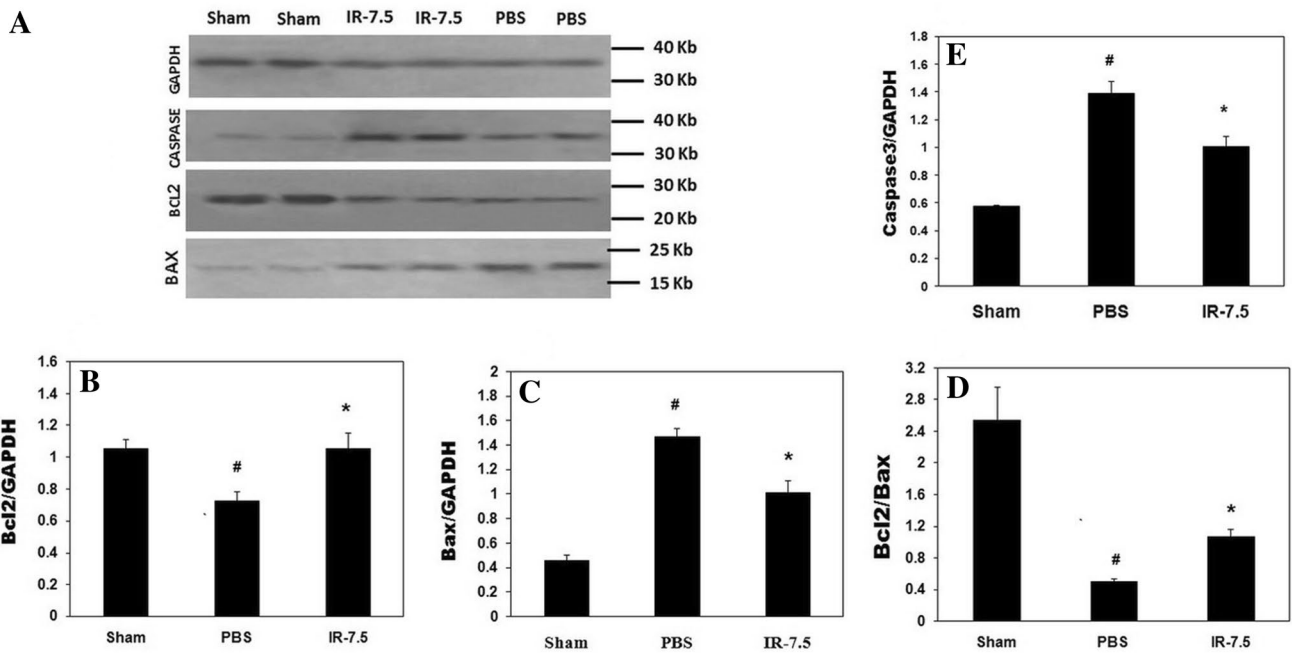 A
Sham Sham IR-7.5 IR-7.5 PBS PBS
GAPDH
40 Kb
30 Kb
CASPASE
40 Kb
30 Kb
BCL2
30 Kb
20 Kb
BAX
25 Kb
15 Kb
E
Caspase3/GAPDH
1.8
1.6
1.4
1.2
1
0.8
0.6
0.4
0.2
0
#
*
Sham PBS IR-7.5
B
Bcl2/GAPDH
1.6
1.4
1.2
1
0.8
0.6
0.4
0.2
0
#
*
Sham PBS IR-7.5
C
Bax/GAPDH
2
1.8
1.6
1.4
1.2
1
0.8
0.6
0.4
0.2
0
#
*
Sham PBS IR-7.5
D
Bcl2/Bax
3.2
2.8
2.4
2
1.6
1.2
0.8
0.4
0
#
*
Sham PBS IR-7.5